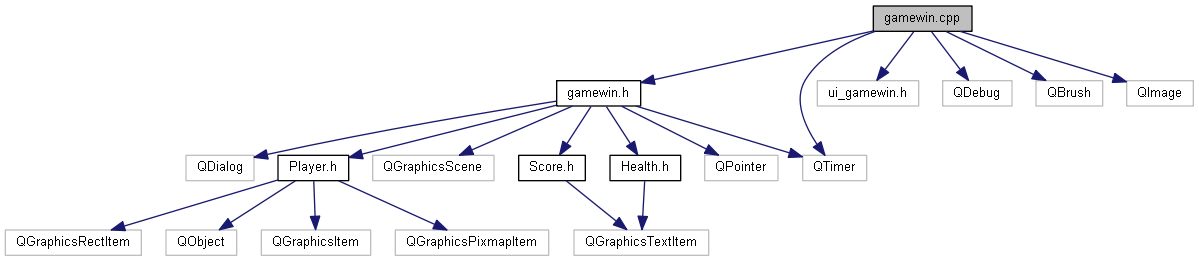 gamewin.cpp
gamewin.h
ui_gamewin.h
QDebug
QBrush
QImage
QDialog
Player.h
QGraphicsScene
Score.h
Health.h
QPointer
QTimer
QGraphicsRectItem
QObject
QGraphicsItem
QGraphicsPixmapItem
QGraphicsTextItem